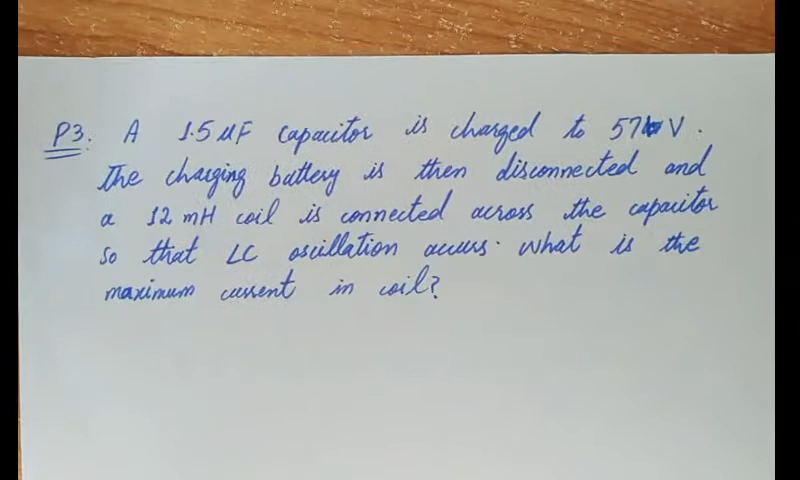 P3. A 1.5 μF capacitor is charged to 57 V.
The charging battery is then disconnected and
a 12 mH coil is connected across the capacitor
so that LC oscillation occurs. What is the
maximum current in coil?